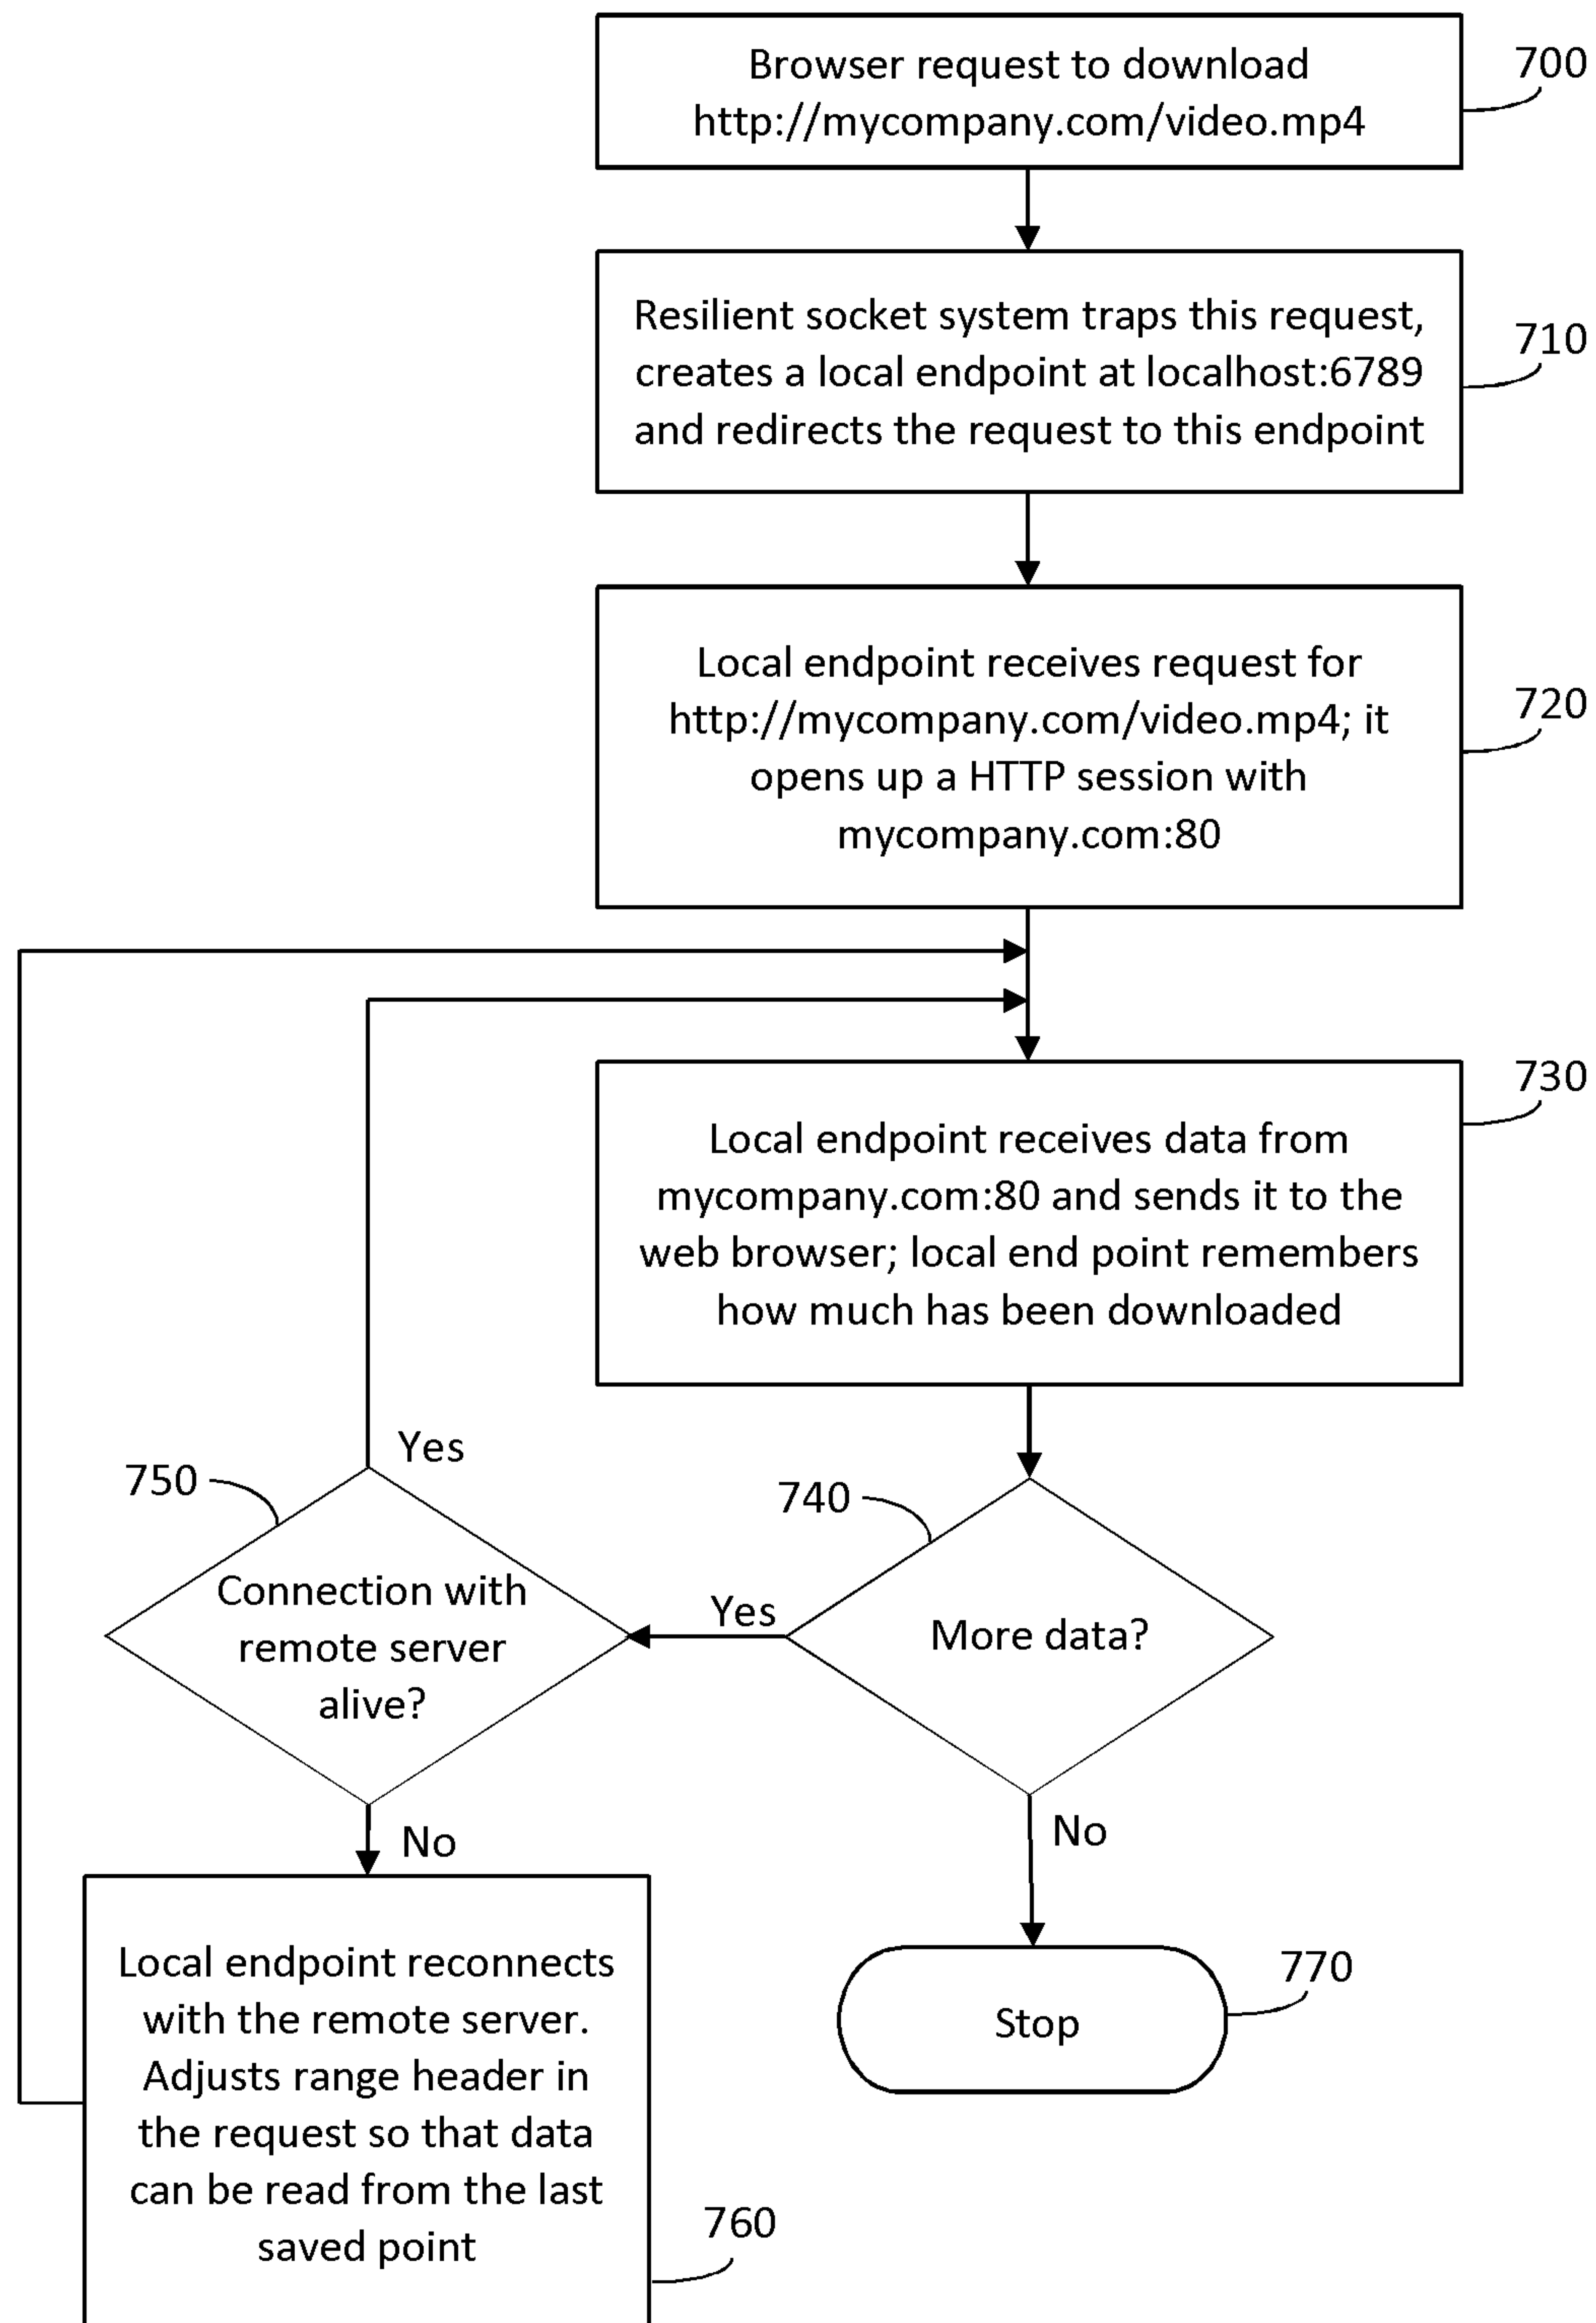 Browser request to download
http://mycompany.com/video.mp4
700
Resilient socket system traps this request,
creates a local endpoint at localhost:6789
and redirects the request to this endpoint
710
Local endpoint receives request for
http://mycompany.com/video.mp4; it
opens up a HTTP session with
mycompany.com:80
720
Local endpoint receives data from
mycompany.com:80 and sends it to the
web browser; local end point remembers
how much has been downloaded
730
More data?
740
Yes
No
Connection with
remote server
alive?
750
Yes
No
Local endpoint reconnects
with the remote server.
Adjusts range header in
the request so that data
can be read from the last
saved point
760
Stop
770